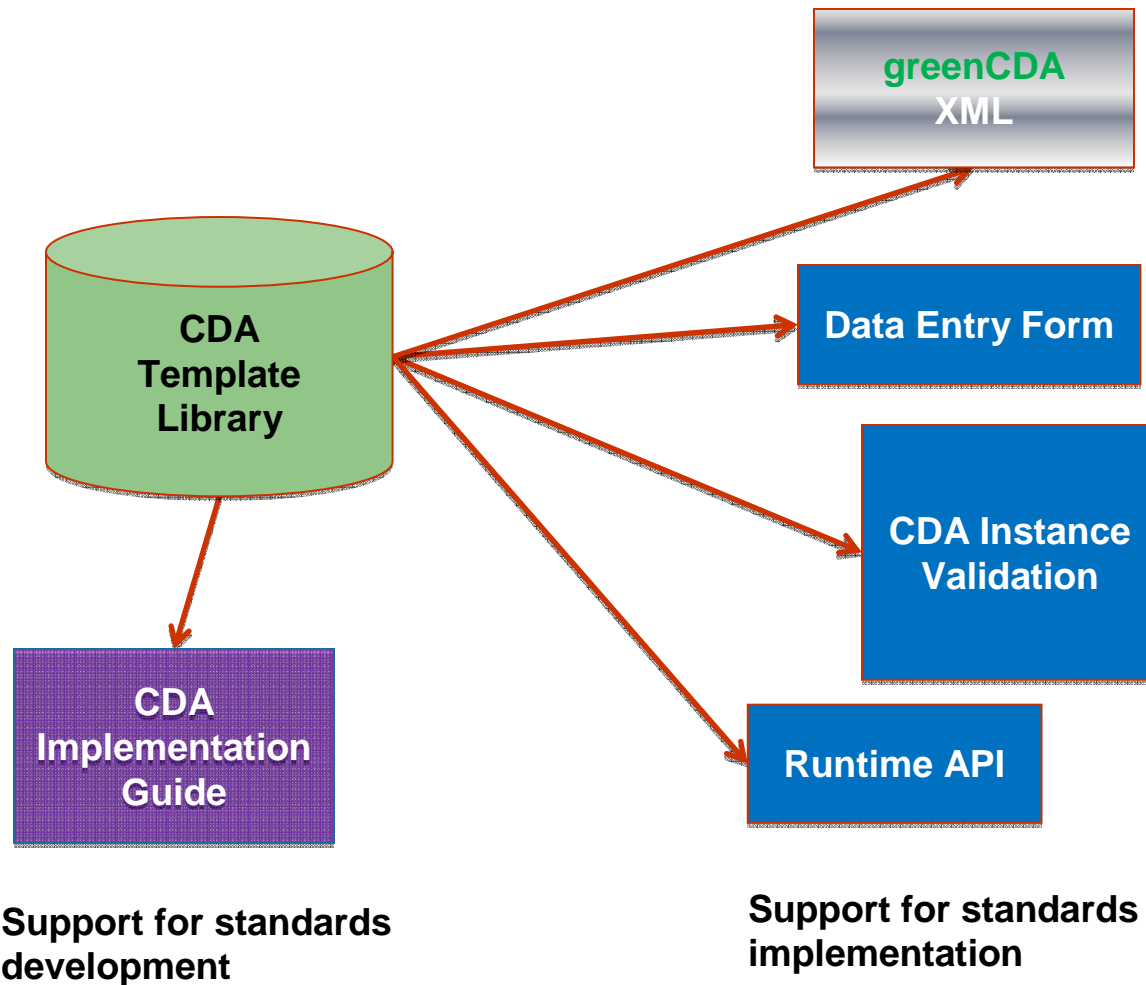 greenCDA
XML
CDA
Template
Library
Data Entry Form
CDA Instance
Validation
CDA
Implementation
Guide
Runtime API
Support for standards
development
Support for standards
implementation